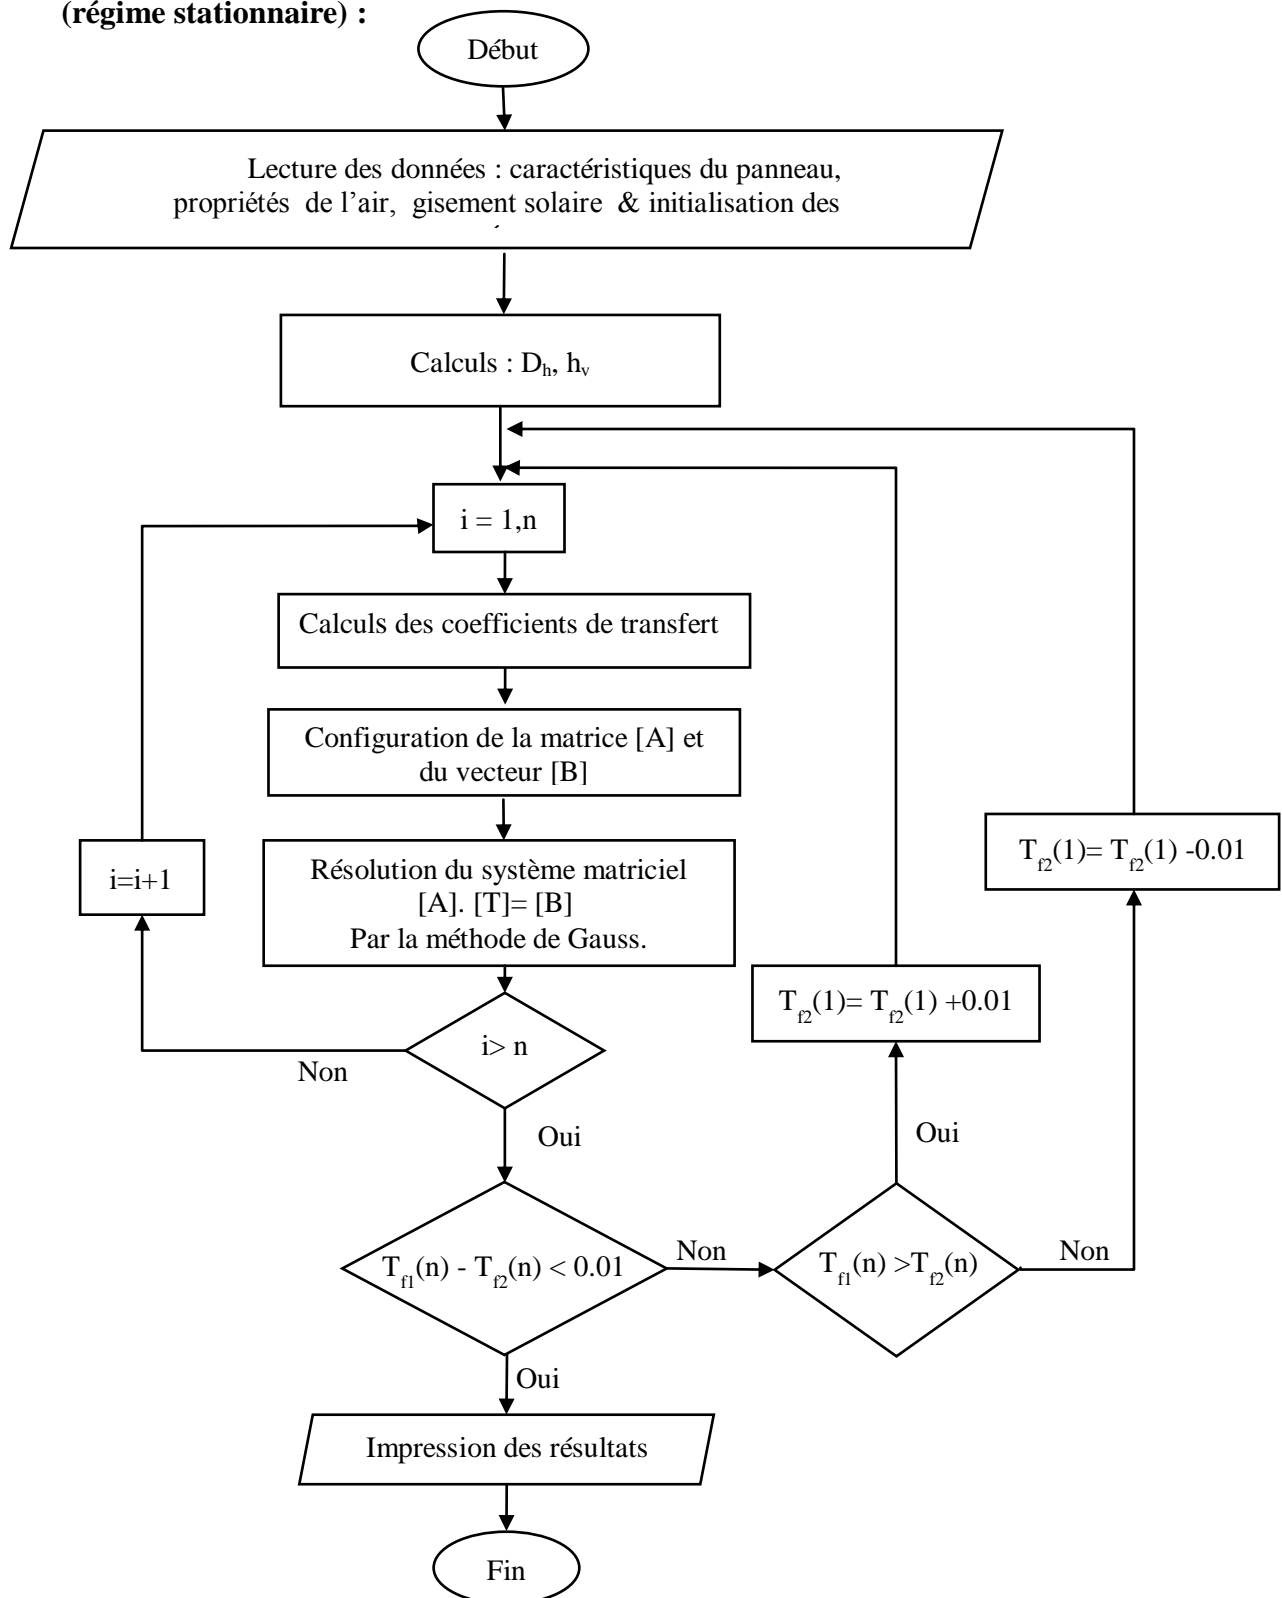 (régime stationnaire) :
Début
Lecture des données : caractéristiques du panneau,
propriétés de l’air, gisement solaire & initialisation des
Calculs : Dh, hv
i = 1,n
Calculs des coefficients de transfert
Configuration de la matrice [A] et
du vecteur [B]
Résolution du système matriciel
[A]. [T]= [B]
Par la méthode de Gauss.
i=i+1
i> n
Non
Oui
Tf1(n) - Tf2(n) < 0.01
Non
Tf1(n) >Tf2(n)
Oui
Tf2(1)= Tf2(1) +0.01
Non
Tf2(1)= Tf2(1) -0.01
Oui
Impression des résultats
Fin